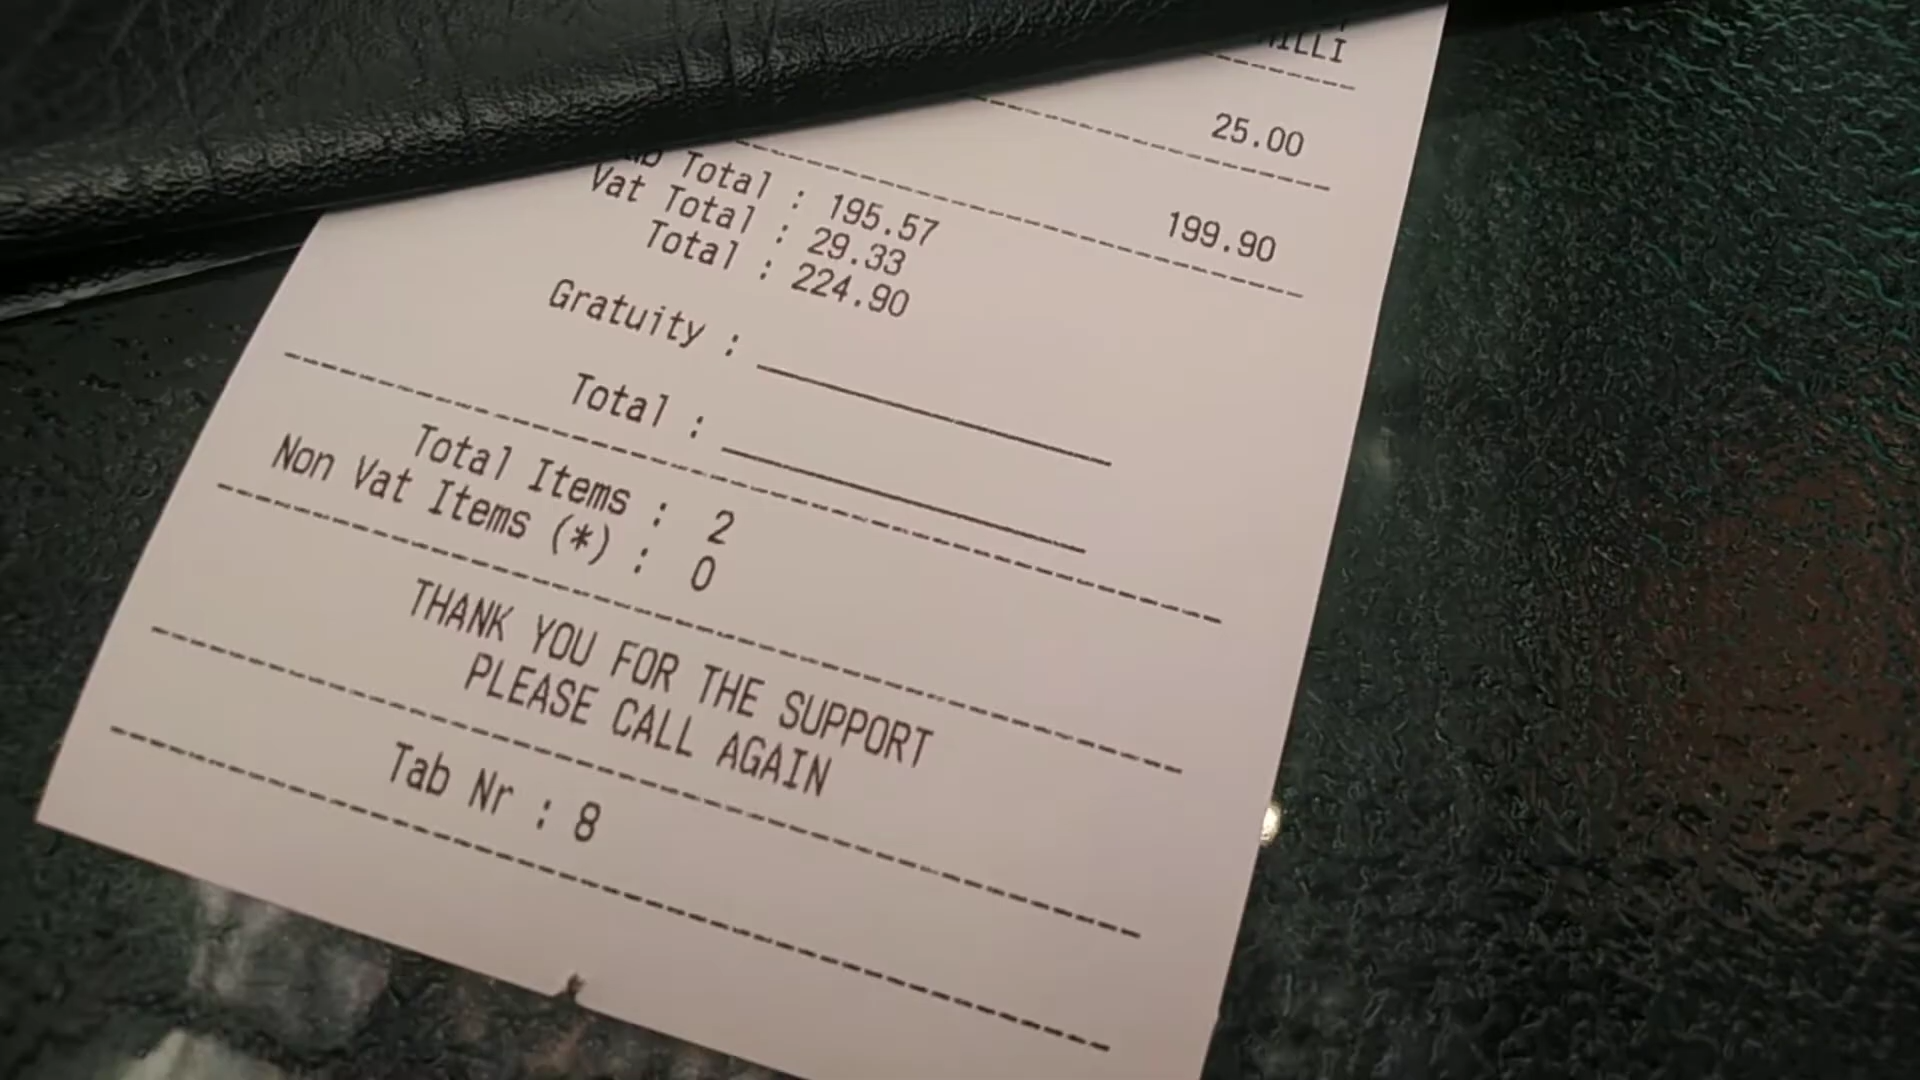 25.00
199.90
Total : 195.57
Vat Total : 29.33
Total : 224.90
Gratuity :
Total :
Total Items : 2
Non Vat Items (*) : 0
THANK YOU FOR THE SUPPORT
PLEASE CALL AGAIN
Tab Nr : 8